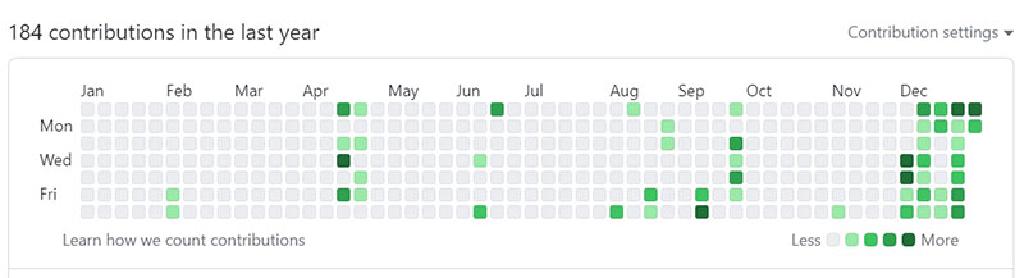 184 contributions in the last year
Contribution settings
Jan Feb Mar Apr May Jun Jul Aug Sep Oct Nov Dec
Mon
Wed
Fri
Learn how we count contributions
Less More